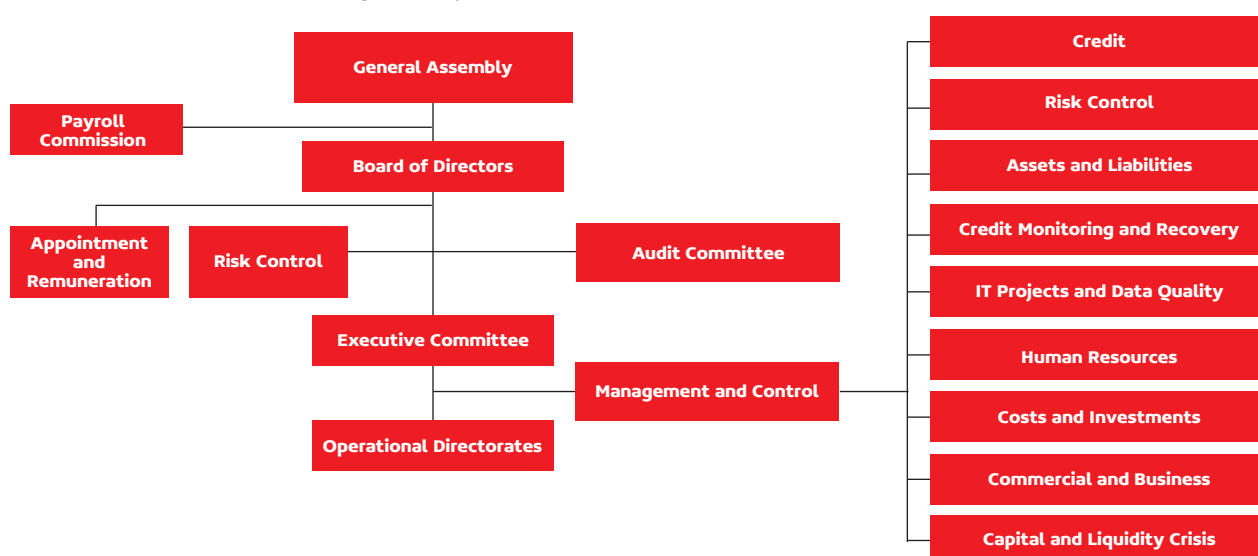 General Assembly
Payroll
Commission
Board of Directors
Appointment
and
Remuneration
Risk Control
Audit Committee
Executive Committee
Management and Control
Operational Directorates
Credit
Risk Control
Assets and Liabilities
Credit Monitoring and Recovery
IT Projects and Data Quality
Human Resources
Costs and Investments
Commercial and Business
Capital and Liquidity Crisis